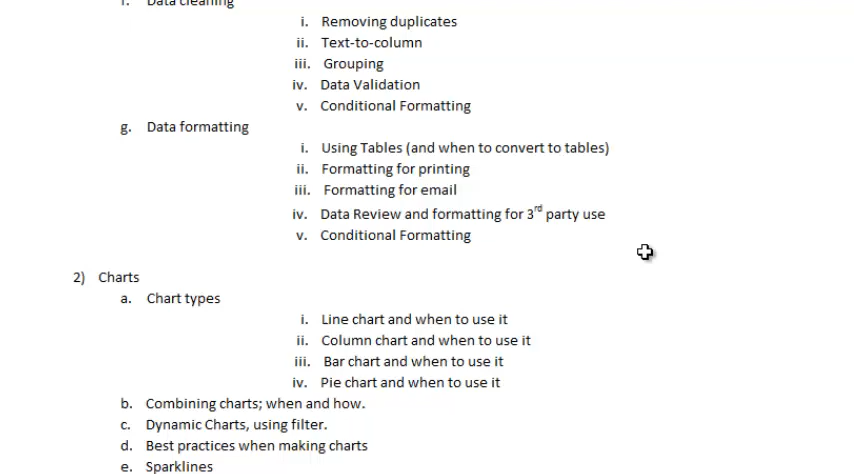 f. Data cleaning
i. Removing duplicates
ii. Text-to-column
iii. Grouping
iv. Data Validation
v. Conditional Formatting
g. Data formatting
i. Using Tables (and when to convert to tables)
ii. Formatting for printing
iii. Formatting for email
iv. Data Review and formatting for 3rd party use
v. Conditional Formatting
2) Charts
a. Chart types
i. Line chart and when to use it
ii. Column chart and when to use it
iii. Bar chart and when to use it
iv. Pie chart and when to use it
b. Combining charts; when and how.
c. Dynamic Charts, using filter.
d. Best practices when making charts
e. Sparklines